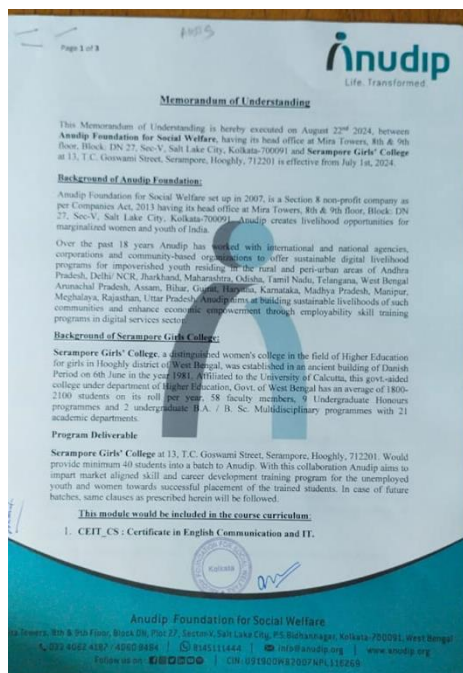 Page 1 of 3
Anudip
Life. Transformed.
Memorandum of Understanding
This Memorandum of Understanding is hereby executed on August 22nd 2024, between
Anudip Foundation for Social Welfare, having its head office at Mira Towers, 8th & 9th
floor, Block: DN 27, Sec-V, Salt Lake City, Kolkata-700091 and Serampore Girls' College
at 13, T.C. Goswami Street, Serampore, Hooghly, 712201 is effective from July 1st, 2024.
Background of Anudip Foundation:
Anudip Foundation for Social Welfare set up in 2007, is a Section 8 non-profit company as
per Companies Act, 2013 having its head office at Mira Towers, 8th & 9th floor, Block: DN
27, Sec-V, Salt Lake City, Kolkata-700091. Anudip creates livelihood opportunities for
marginalized women and youth of India.
Over the past 18 years Anudip has worked with international and national agencies,
corporations and community-based organizations to offer sustainable digital livelihood
programs for impoverished youth residing in the rural and peri-urban areas of Andhra
Pradesh, Delhi/ NCR, Jharkhand, Maharashtra, Odisha, Tamil Nadu, Telangana, West Bengal
Arunachal Pradesh, Assam, Bihar, Gujrat, Haryana, Karnataka, Madhya Pradesh, Manipur,
Meghalaya, Rajasthan, Uttar Pradesh. Anudip aims at building sustainable livelihoods of such
communities and enhance economic empowerment through employability skill training
programs in digital services sector.
Background of Serampore Girls College:
Serampore Girls' College, a distinguished women's college in the field of Higher Education
for girls in Hooghly district of West Bengal, was established in an ancient building of Danish
Period on 6th June in the year 1981. Affiliated to the University of Calcutta, this govt.-aided
college under department of Higher Education, Govt. of West Bengal has an average of 1800-
2100 students on its roll per year, 58 faculty members, 9 Undergraduate Honours
programmes and 2 undergraduate B.A. / B. Sc. Multidisciplinary programmes with 21
academic departments.
Program Deliverable
Serampore Girls' College at 13, T.C. Goswami Street, Serampore, Hooghly, 712201. Would
provide minimum 40 students into a batch to Anudip. With this collaboration Anudip aims to
impart market aligned skill and career development training program for the unemployed
youth and women towards successful placement of the trained students. In case of future
batches, same clauses as prescribed herein will be followed.
This module would be included in the course curriculum:
1. CEIT_CS : Certificate in English Communication and IT.
Kolkata
Anudip Foundation for Social Welfare
ra Towers, 8th & 9th Floor, Block DN, Plot 27, Sector V, Salt Lake City, P.S Bidhannagar, Kolkata-700091, West Bengal
033 4062 4187 / 4060 8464 8145111444 info@anudip.org www.anudip.org
Follow us on: CIN: U91900WB2007NPL116269